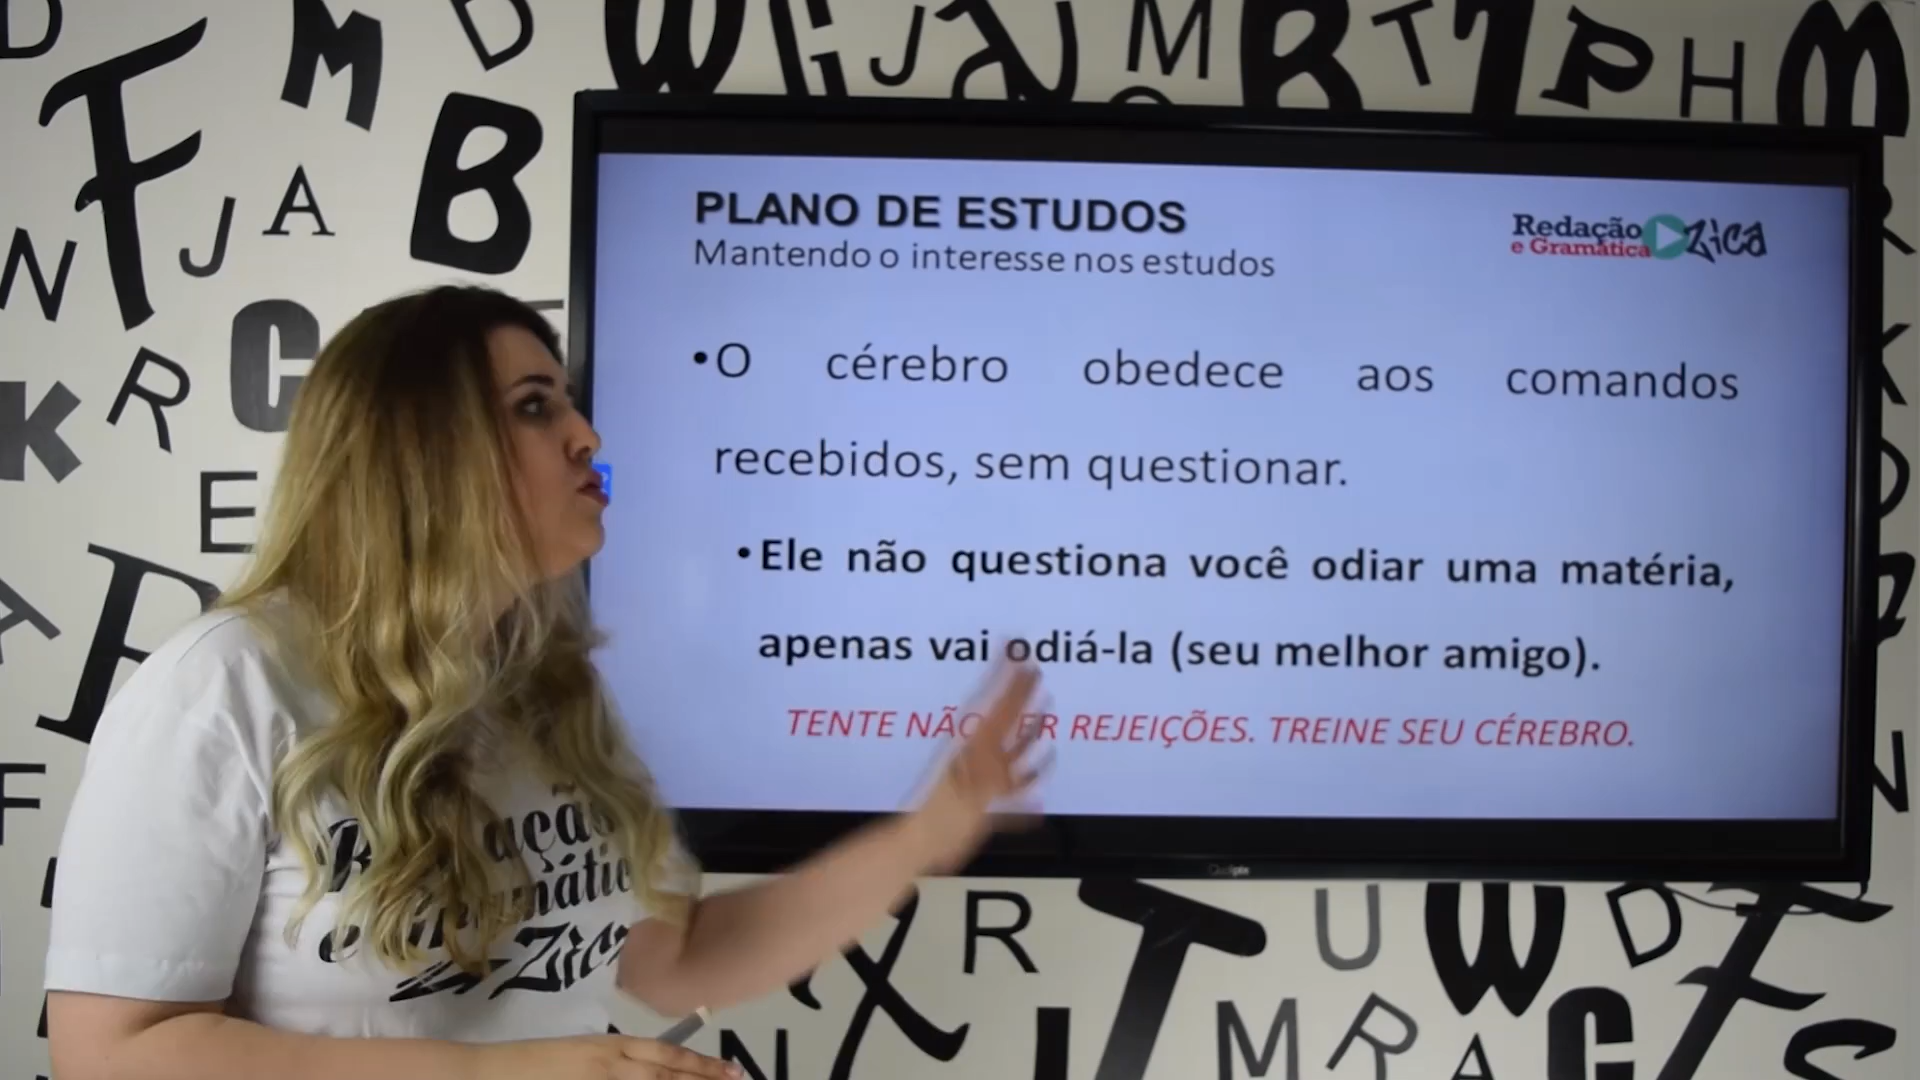 PLANO DE ESTUDOS
Mantendo o interesse nos estudos
Redação
e Gramática
Zica
•O cérebro obedece aos comandos
recebidos, sem questionar.
•Ele não questiona você odiar uma matéria,
apenas vai odiá-la (seu melhor amigo).
TENTE NÃO REJEIÇÕES. TREINE SEU CÉREBRO.